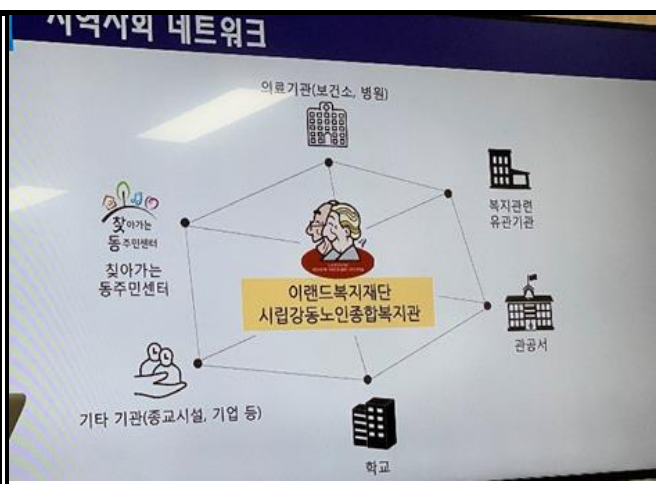 지역사회 네트워크
의료기관(보건소, 병원)
복지관련
유관기관
찾아가는
동주민센터
찾아가는
동주민센터
이랜드복지재단
시립강동노인종합복지관
관공서
기타 기관(종교시설, 기업 등)
학교